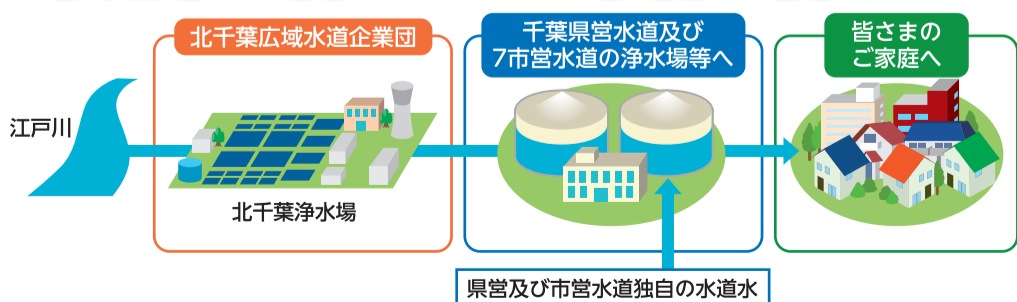 北千葉広域水道企業団
千葉県営水道及び
7市営水道の浄水場等へ
皆さまの
ご家庭へ
江戸川
北千葉浄水場
県営及び市営水道独自の水道水